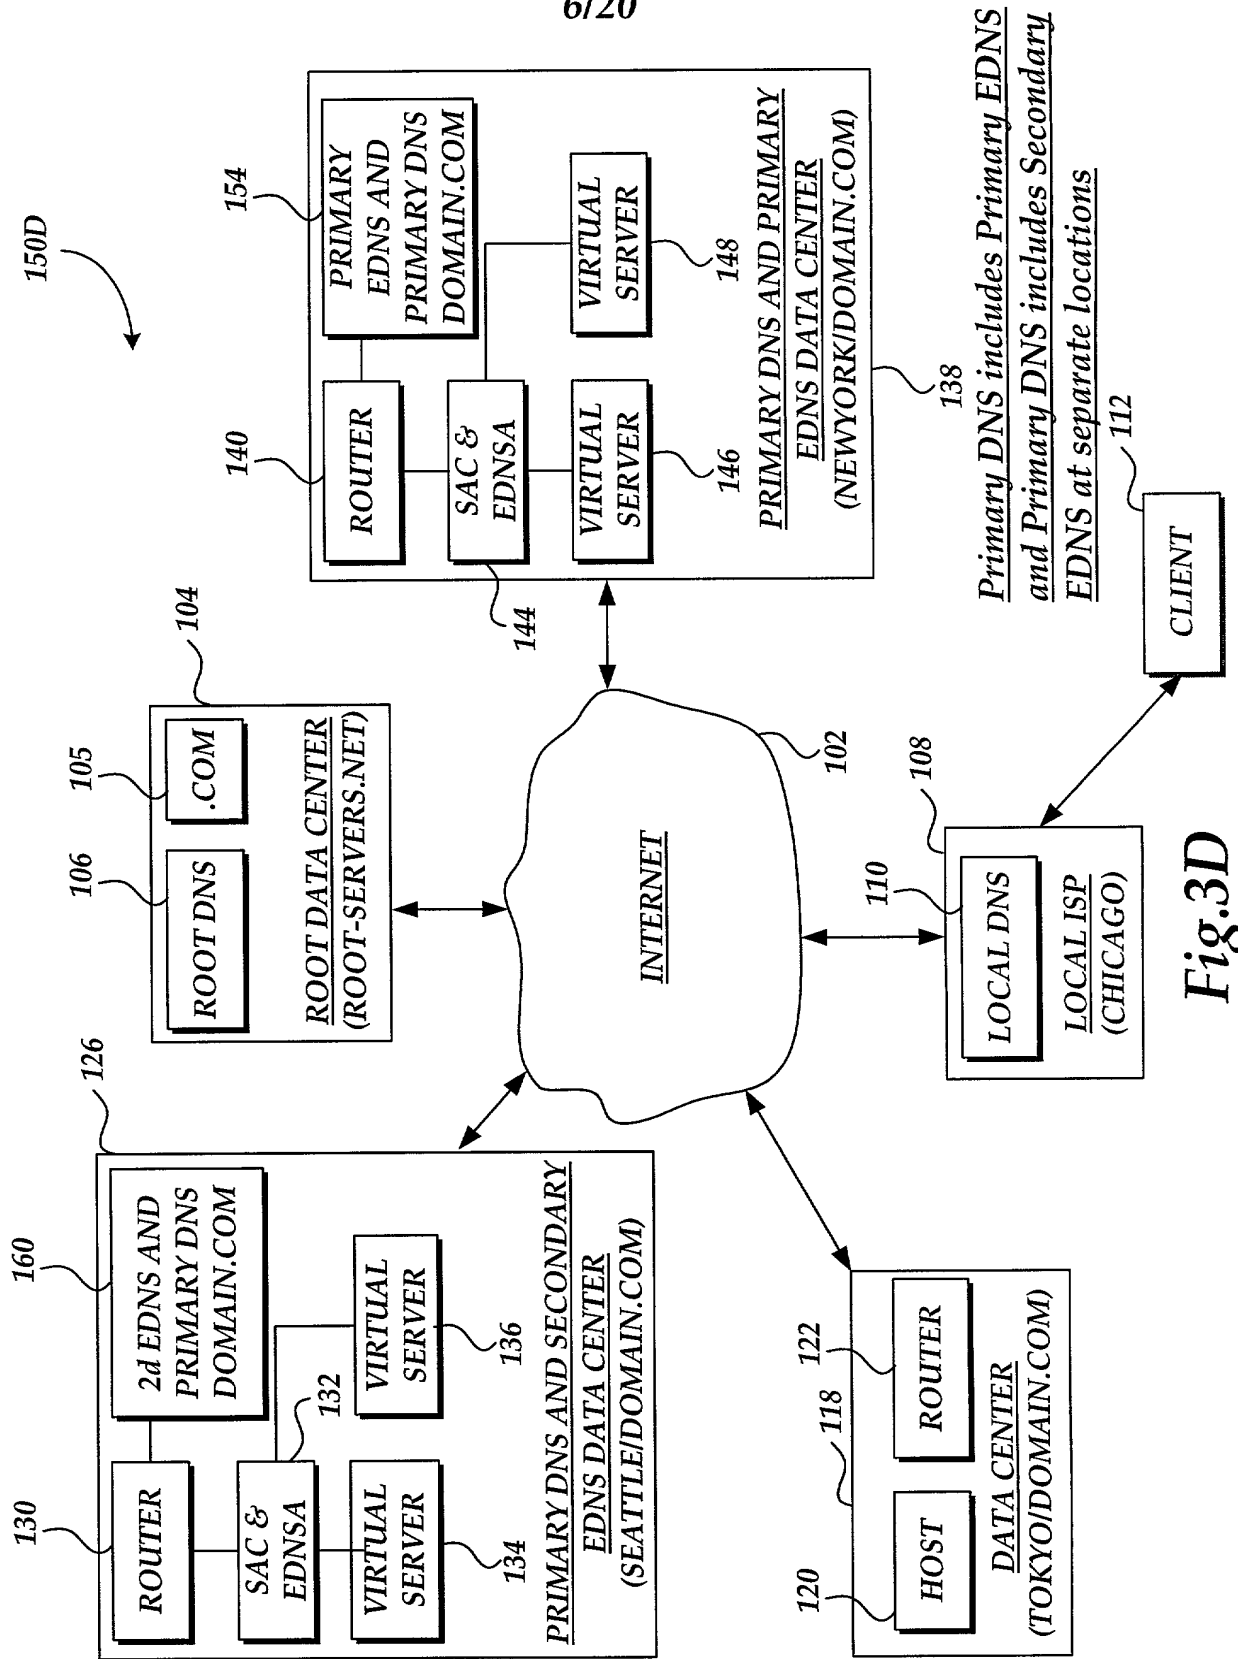 6/20
150D
126
160
2d EDNS AND
PRIMARY DNS
DOMAIN.COM
130
ROUTER
132
SAC &
EDNSA
VIRTUAL
SERVER
136
VIRTUAL
SERVER
134
PRIMARY DNS AND SECONDARY
EDNS DATA CENTER
(SEATTLE/DOMAIN.COM)
104
106
105
ROOT DNS
.COM
ROOT DATA CENTER
(ROOT-SERVERS.NET)
154
PRIMARY
EDNS AND
PRIMARY DNS
DOMAIN.COM
140
ROUTER
SAC &
EDNSA
144
VIRTUAL
SERVER
148
VIRTUAL
SERVER
146
PRIMARY DNS AND PRIMARY
EDNS DATA CENTER
(NEWYORK/DOMAIN.COM)
138
INTERNET
102
118
120
122
HOST
ROUTER
DATA CENTER
(TOKYO/DOMAIN.COM)
108
110
LOCAL DNS
LOCAL ISP
(CHICAGO)
112
CLIENT
Primary DNS includes Primary EDNS
and Primary DNS includes Secondary
EDNS at separate locations
Fig.3D